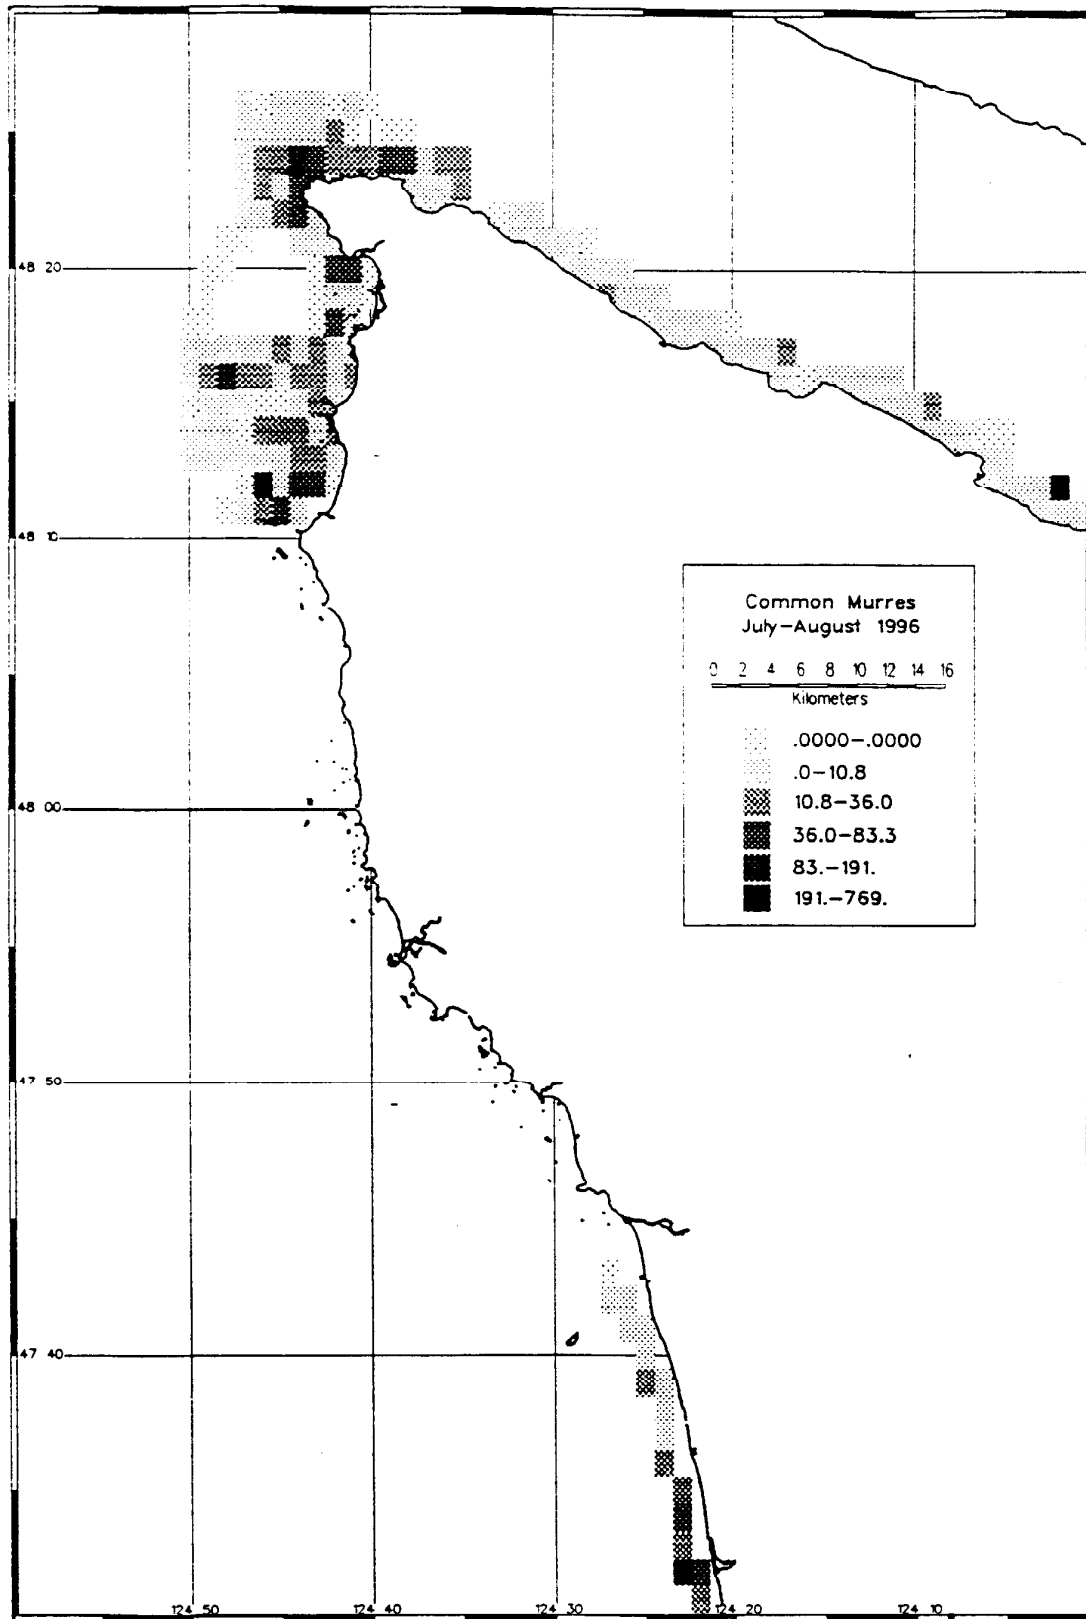 48 20
48 10
Common Murres
July-August 1996
0 2 4 6 8 10 12 14 16
Kilometers
.0000-.0000
.0-10.8
10.8-36.0
36.0-83.3
83.-191.
191.-769.
48 00
47 50
47 40
124 50 124 40 124 30 124 20 124 10